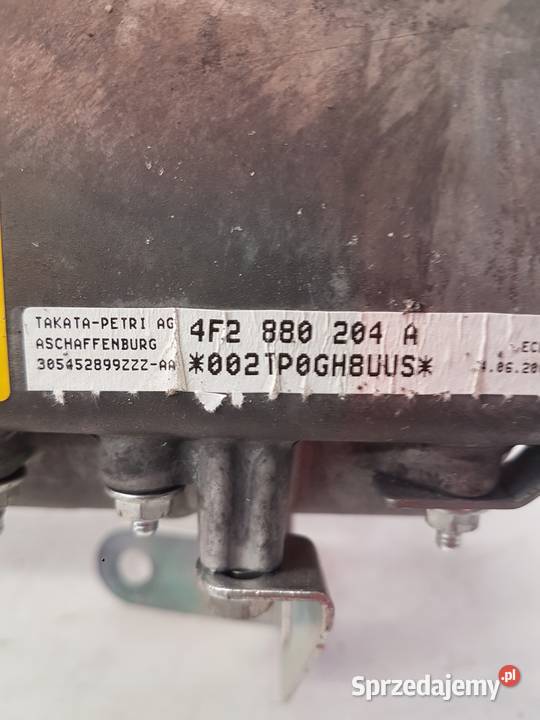 TAKATA-PETRI AG
ASCHAFFENBURG
305452899ZZZ-AA
4F2 880 204 A
*002TP0GH8UUS*
Sprzedajemy.pl